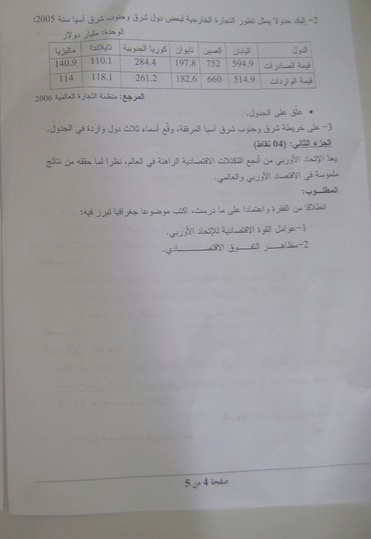 2- إليك جدولا يمثل تطور التجارة الخارجية لبعض دول شرق وجنوب شرق آسيا سنة 2005:
الوحدة: مليار دولار
الدول اليابان الصين تايوان كوريا الجنوبية تايلاندا ماليزيا
قيمة الصادرات 594.9 752 197.8 284.4 110.1 140.9
قيمة الواردات 514.9 660 182.6 261.2 118.1 114
المرجع: منظمة التجارة العالمية 2006
• علّق على الجدول.
3- على خريطة شرق وجنوب شرق آسيا المرفقة، وقّع أسماء ثلاث دول واردة في الجدول.
الجزء الثاني: (04 نقاط)
يعدّ الإتحاد الأوربي من أنجع التكتلات الاقتصادية الراهنة في العالم، نظرا لما حققه من نتائج
ملموسة في الاقتصاد الأوربي والعالمي.
المطلوب:
انطلاقا من الفقرة واعتمادا على ما درست، اكتب موضوعا جغرافيا تبرز فيه:
1- عوامل القوة الاقتصادية للإتحاد الأوربي.
2- مظاهر التفوق الاقتصادي.
صفحة 4 من 5